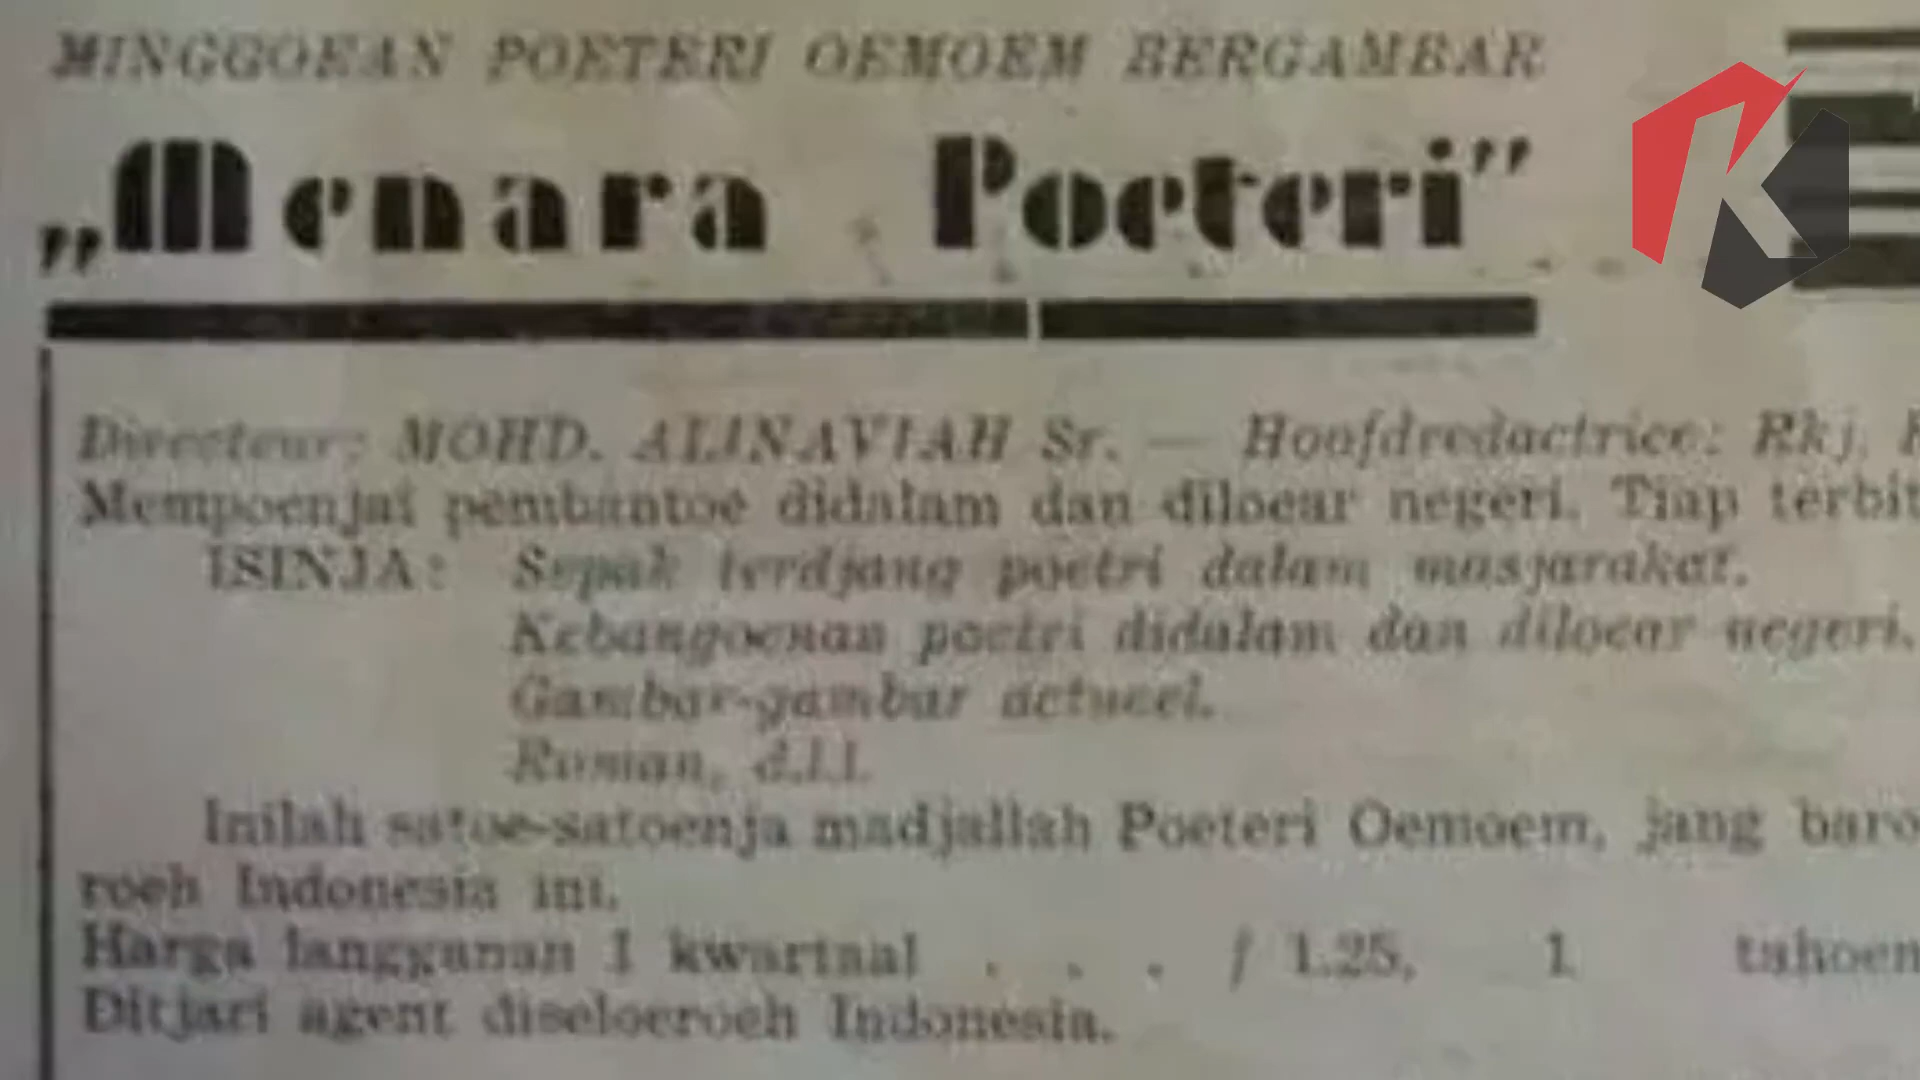 MINGGOEAN POETERI OEMOEM BERGAMBAR
„Menara Poeteri”
Directeur: MOHD. ALINAVIAH Sr. — Hoofdredactrice: Rkj.
Mempoenjai pembantoe didalam dan diloear negeri. Tiap terbit
ISINJA: Sepak terdjang poetri dalam masjarakat.
Kebangoenan poetri didalam dan diloear negeri.
Gambar-gambar actueel.
Roman, d.l.l.
Inilah satoe-satoenja madjallah Poeteri Oemoem, jang baro
roeh Indonesia ini.
Harga langganan 1 kwartaal . . . ƒ 1.25, 1 tahoen
Ditjari agent diseloeroeh Indonesia.
K